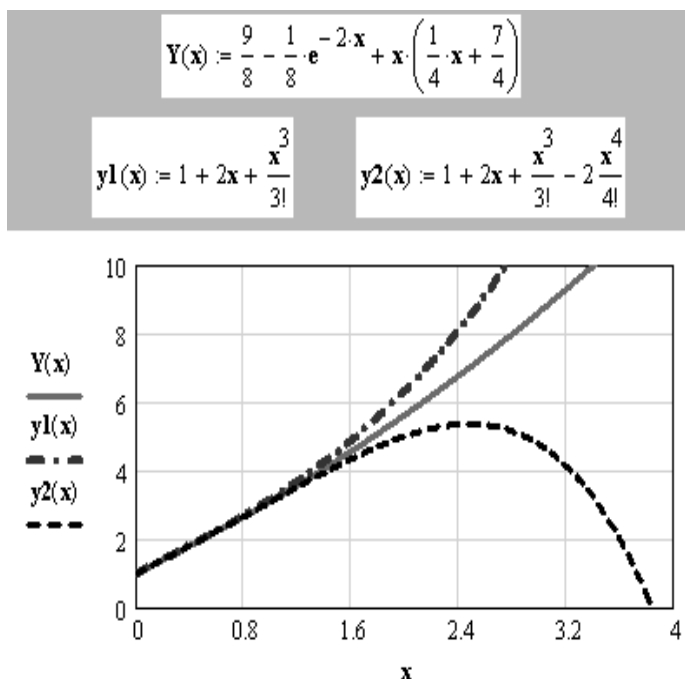 Y(x) := 9/8 − 1/8 · e^(−2·x) + x · (1/4 · x + 7/4)
y1(x) := 1 + 2x + x^3/3!
y2(x) := 1 + 2x + x^3/3! − 2 x^4/4!
10
8
6
4
2
0
Y(x)
y1(x)
y2(x)
0 0.8 1.6 2.4 3.2 4
x